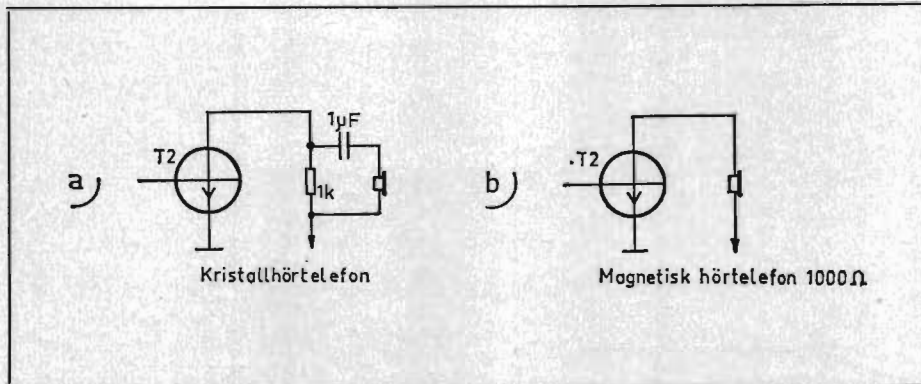 a)
T2
1µF
1k
Kristallhörtelefon
b)
.T2
Magnetisk hörtelefon 1000Ω